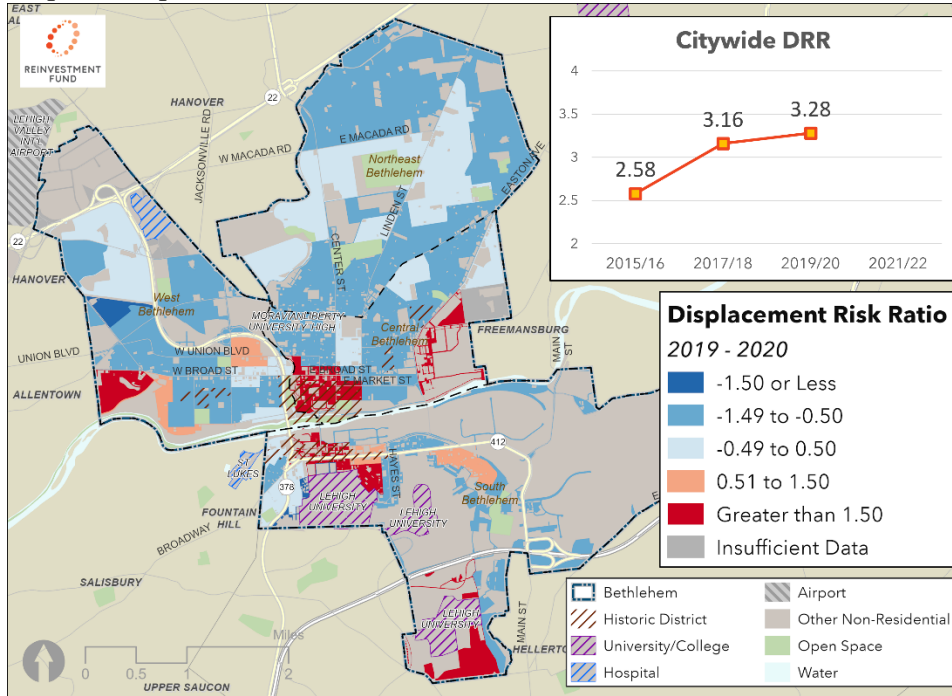 EAST
REINVESTMENT
FUND
HANOVER
22
LEHIGH
VALLEY
INT'L
AIRPORT
JACKSONVILLE RD
W MACADA RD
E MACADA RD
Northeast
Bethlehem
LINDEN ST
EASTON AVE
CENTER ST
22
HANOVER
West
Bethlehem
MORAVIAN
LIBERTY
UNIVERSITY
HIGH
Central
Bethlehem
FREEMANSBURG
MAIN
ST
UNION BLVD
W UNION BLVD
W BROAD ST
E BROAD ST
E MARKET ST
ALLENTOWN
412
HAYES ST
ST
LUKES
378
LEHIGH
UNIVERSITY
South
Bethlehem
LEHIGH
UNIVERSITY
FOUNTAIN
HILL
BROADWAY
SALISBURY
LEHIGH
UNIVERSITY
MAIN ST
Miles
0 1 2
UPPER SAUCON
Citywide DRR
4
3.5
3
2.5
2
2.58
3.16
3.28
2015/16 2017/18 2019/20 2021/22
Displacement Risk Ratio
2019 - 2020
-1.50 or Less
-1.49 to -0.50
-0.49 to 0.50
0.51 to 1.50
Greater than 1.50
Insufficient Data
Bethlehem
Historic District
University/College
Hospital
Airport
Other Non-Residential
Open Space
Water